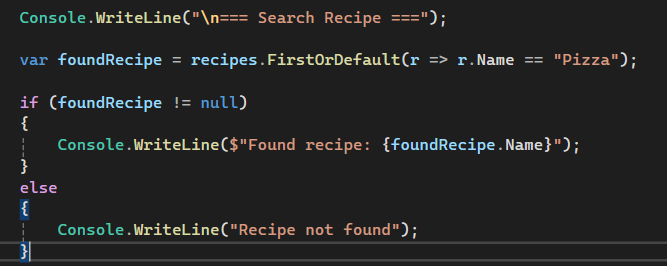 Console.WriteLine("\n=== Search Recipe ===");
var foundRecipe = recipes.FirstOrDefault(r => r.Name == "Pizza");
if (foundRecipe != null)
{
    Console.WriteLine($"Found recipe: {foundRecipe.Name}");
}
else
{
    Console.WriteLine("Recipe not found");
}